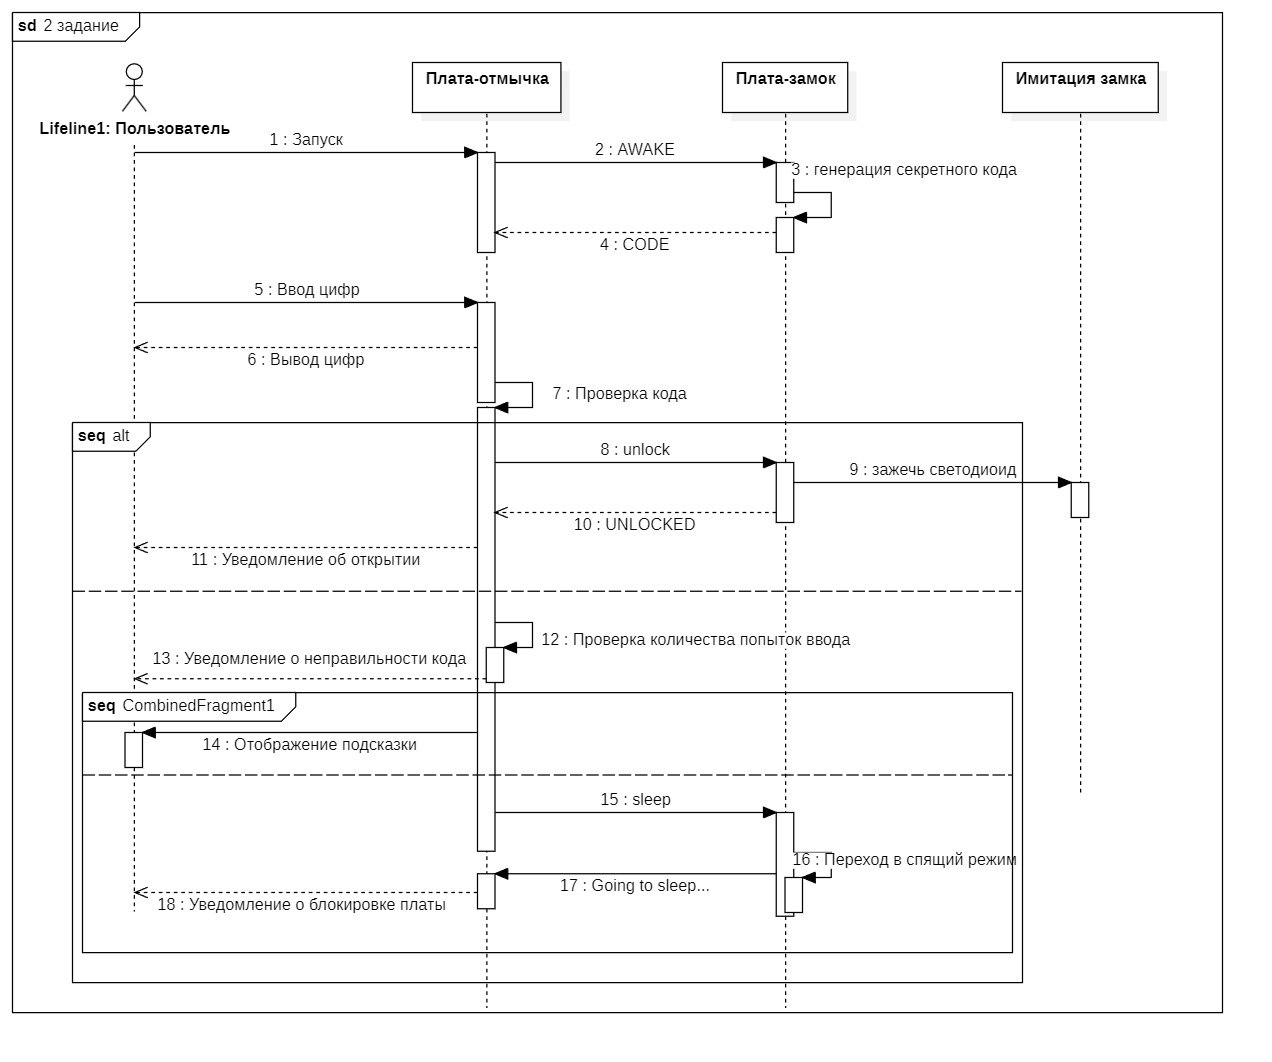 sd 2 задание
Lifeline1: Пользователь
Плата-отмычка
Плата-замок
Имитация замка
1 : Запуск
2 : AWAKE
3 : генерация секретного кода
4 : CODE
5 : Ввод цифр
6 : Вывод цифр
7 : Проверка кода
seq alt
8 : unlock
9 : зажечь светодиоид
10 : UNLOCKED
11 : Уведомление об открытии
12 : Проверка количества попыток ввода
13 : Уведомление о неправильности кода
seq CombinedFragment1
14 : Отображение подсказки
15 : sleep
16 : Переход в спящий режим
17 : Going to sleep...
18 : Уведомление о блокировке платы